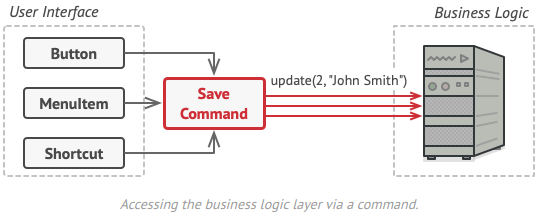 User Interface
Business Logic
Button
MenuItem
Shortcut
Save
Command
update(2, "John Smith")
Accessing the business logic layer via a command.